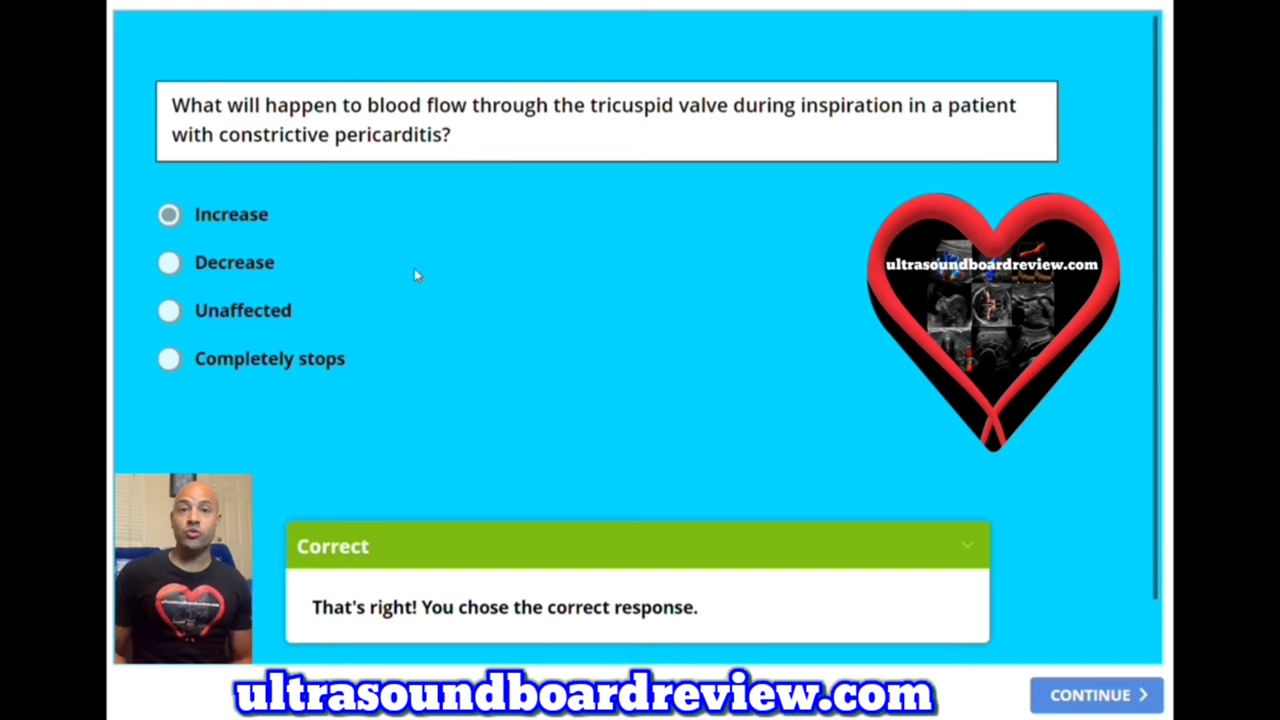 What will happen to blood flow through the tricuspid valve during inspiration in a patient
with constrictive pericarditis?
Increase
Decrease
Unaffected
Completely stops
ultrasoundboardreview.com
Correct
That's right! You chose the correct response.
ultrasoundboardreview.com
CONTINUE